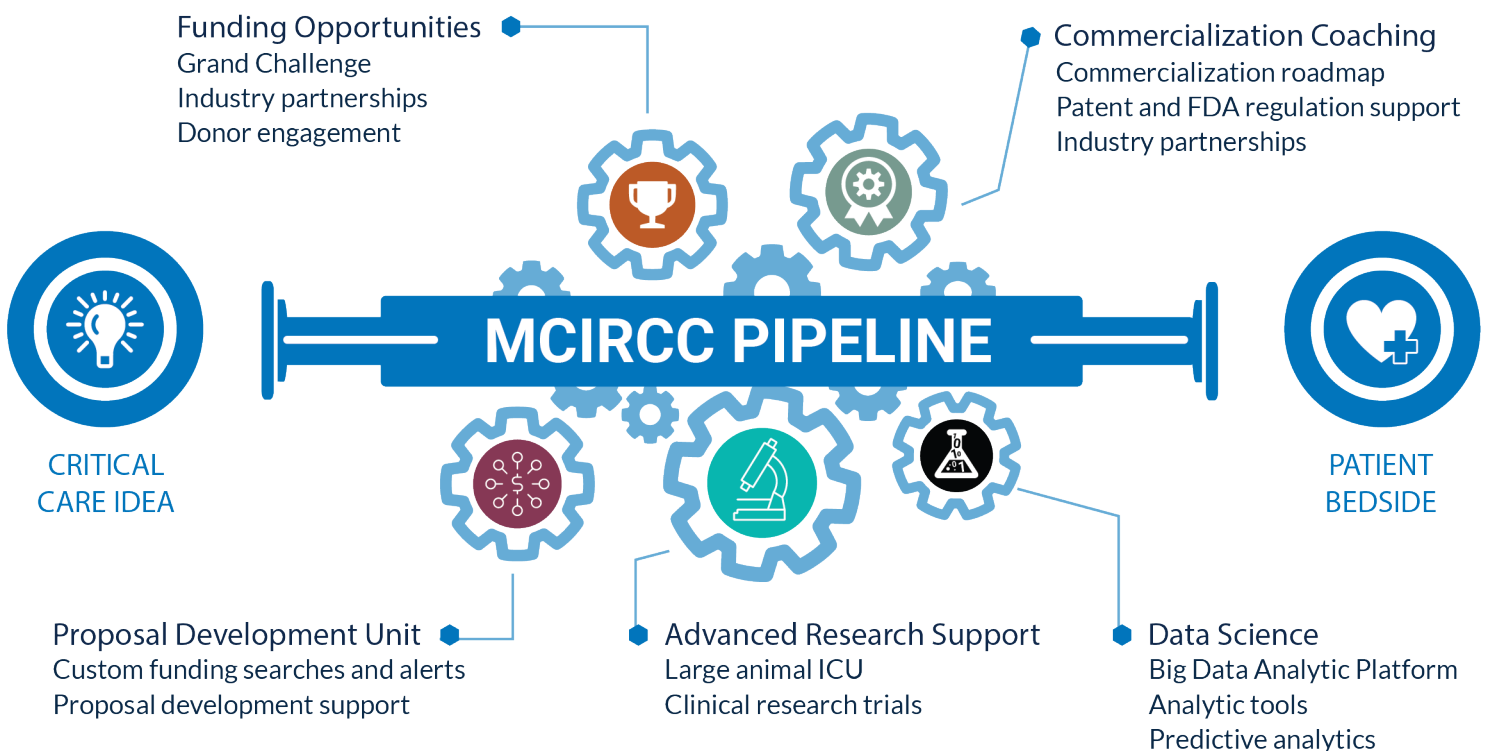 Funding Opportunities
Grand Challenge
Industry partnerships
Donor engagement
Commercialization Coaching
Commercialization roadmap
Patent and FDA regulation support
Industry partnerships
MCIRCC PIPELINE
CRITICAL
CARE IDEA
PATIENT
BEDSIDE
Proposal Development Unit
Custom funding searches and alerts
Proposal development support
Advanced Research Support
Large animal ICU
Clinical research trials
Data Science
Big Data Analytic Platform
Analytic tools
Predictive analytics